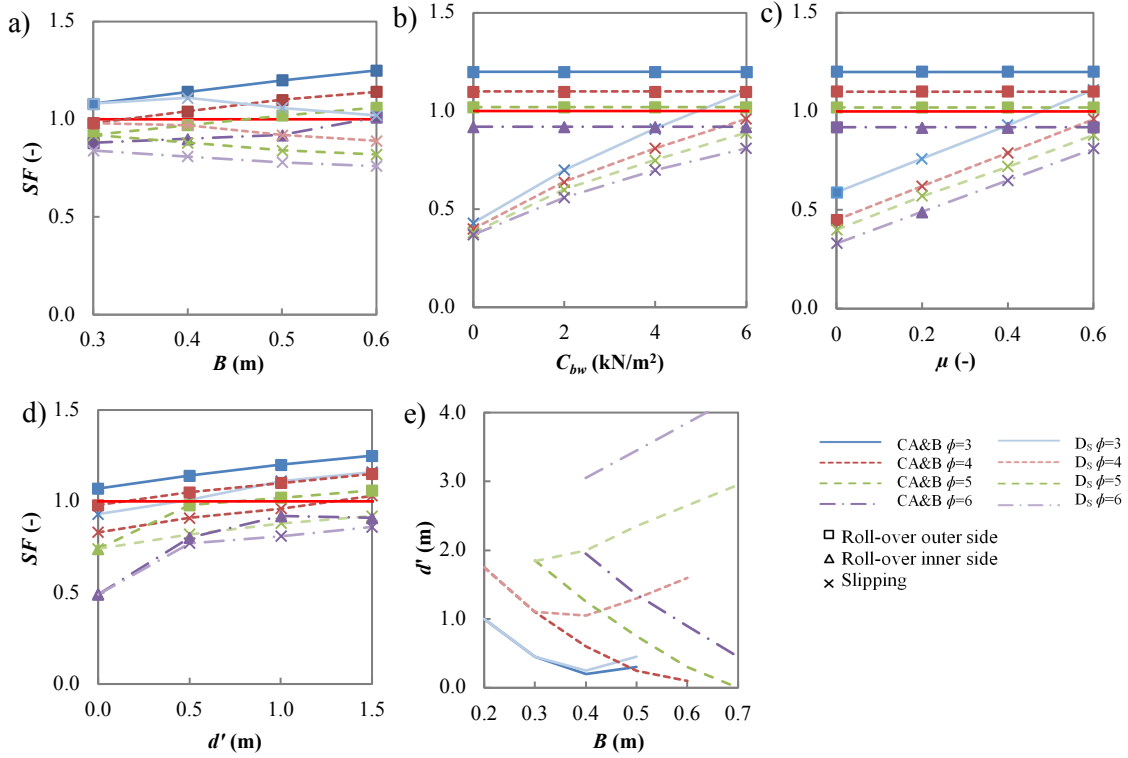 a)
1.5
1.0
0.5
0.0
SF (-)
0.3 0.4 0.5 0.6
B (m)
b)
1.5
1.0
0.5
0.0
0 2 4 6
C_bw (kN/m²)
c)
1.5
1.0
0.5
0.0
0 0.2 0.4 0.6
μ (-)
d)
1.5
1.0
0.5
0.0
SF (-)
0.0 0.5 1.0 1.5
d' (m)
e)
4.0
3.0
2.0
1.0
0.0
d' (m)
0.2 0.3 0.4 0.5 0.6 0.7
B (m)
CA&B ϕ=3 D_S ϕ=3
CA&B ϕ=4 D_S ϕ=4
CA&B ϕ=5 D_S ϕ=5
CA&B ϕ=6 D_S ϕ=6
Roll-over outer side
Roll-over inner side
Slipping